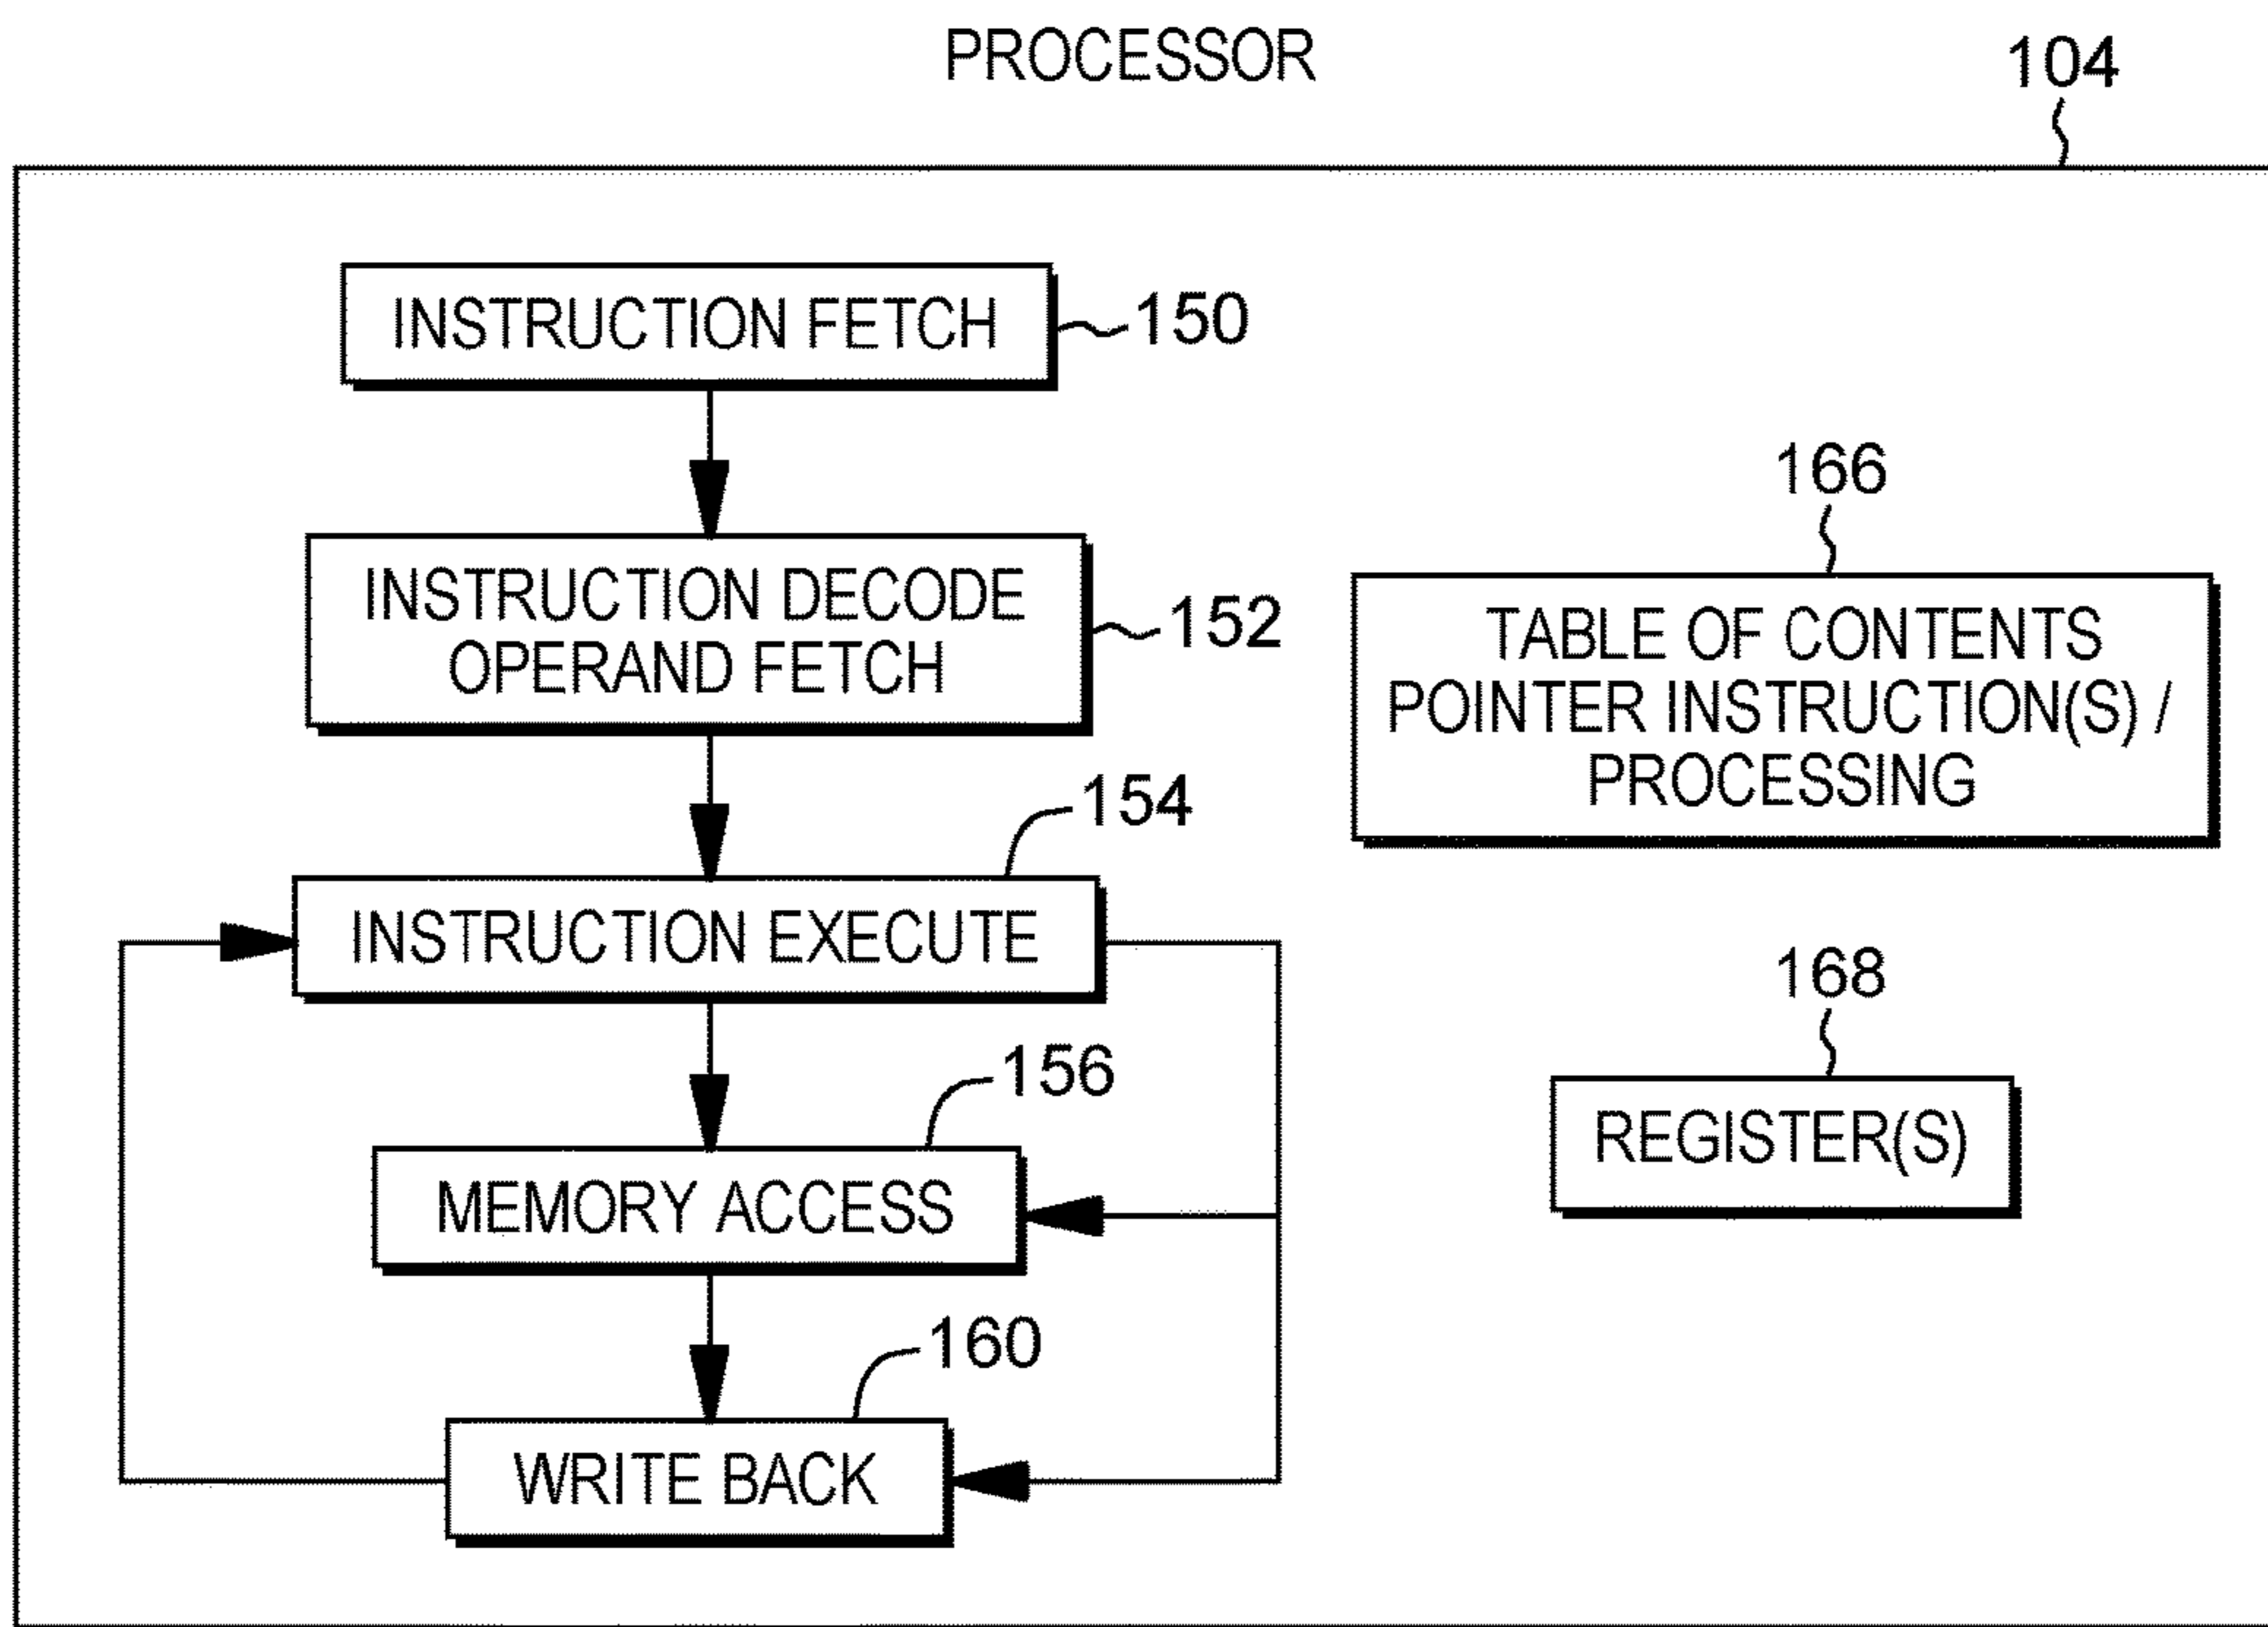 PROCESSOR
104
INSTRUCTION FETCH
150
INSTRUCTION DECODE
OPERAND FETCH
152
154
INSTRUCTION EXECUTE
156
MEMORY ACCESS
160
WRITE BACK
166
TABLE OF CONTENTS
POINTER INSTRUCTION(S) /
PROCESSING
168
REGISTER(S)